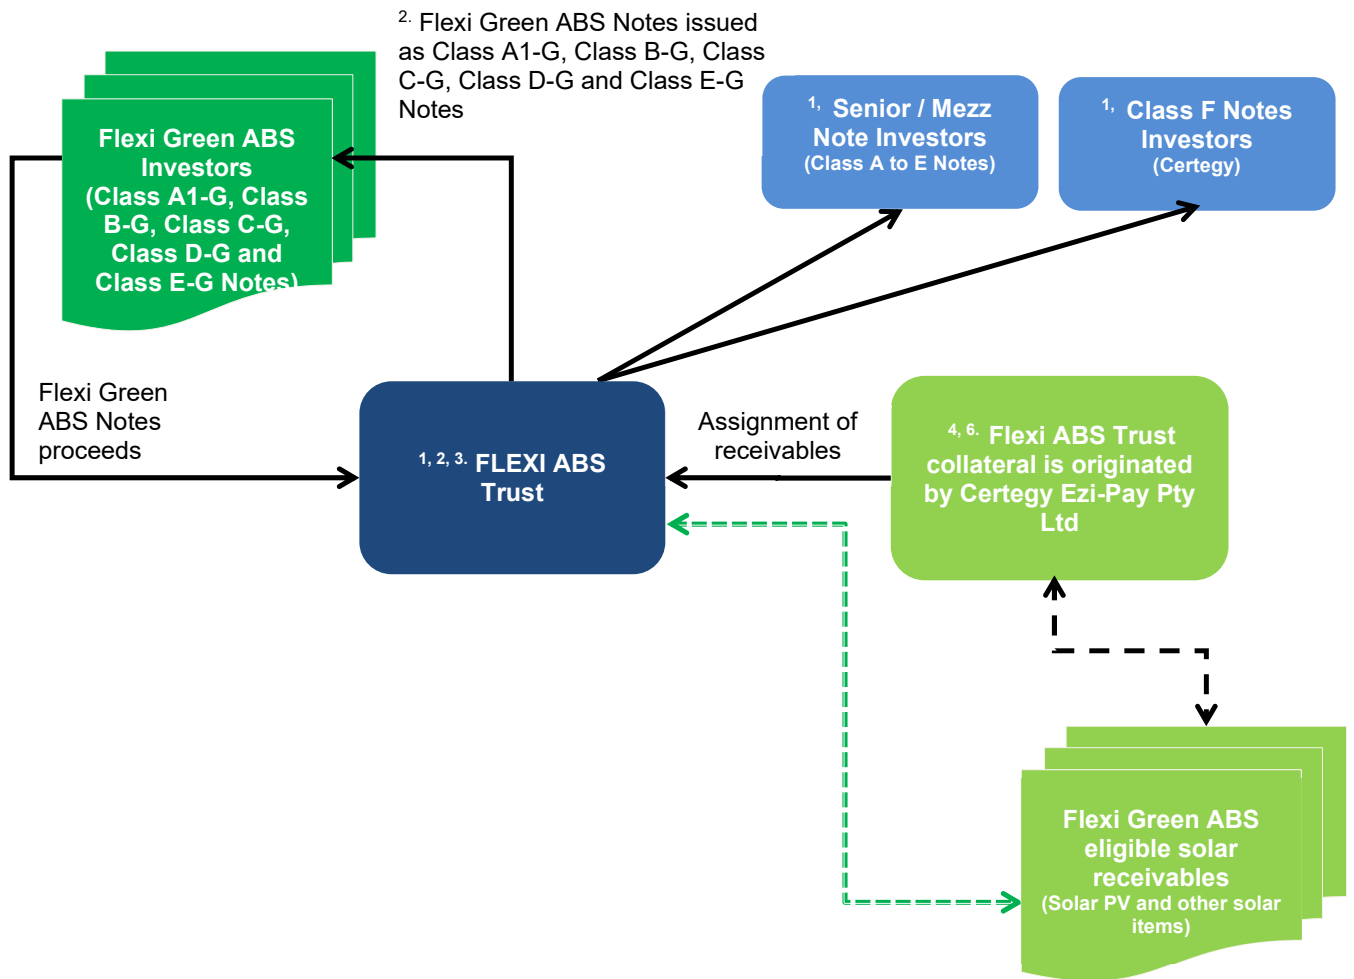 2. Flexi Green ABS Notes issued
as Class A1-G, Class B-G, Class
C-G, Class D-G and Class E-G
Notes
Flexi Green ABS
Investors
(Class A1-G, Class
B-G, Class C-G,
Class D-G and
Class E-G Notes)
1, Senior / Mezz
Note Investors
(Class A to E Notes)
1, Class F Notes
Investors
(Certegy)
Flexi Green
ABS Notes
proceeds
1, 2, 3. FLEXI ABS
Trust
Assignment of
receivables
4, 6. Flexi ABS Trust
collateral is originated
by Certegy Ezi-Pay Pty
Ltd
Flexi Green ABS
eligible solar
receivables
(Solar PV and other solar
items)